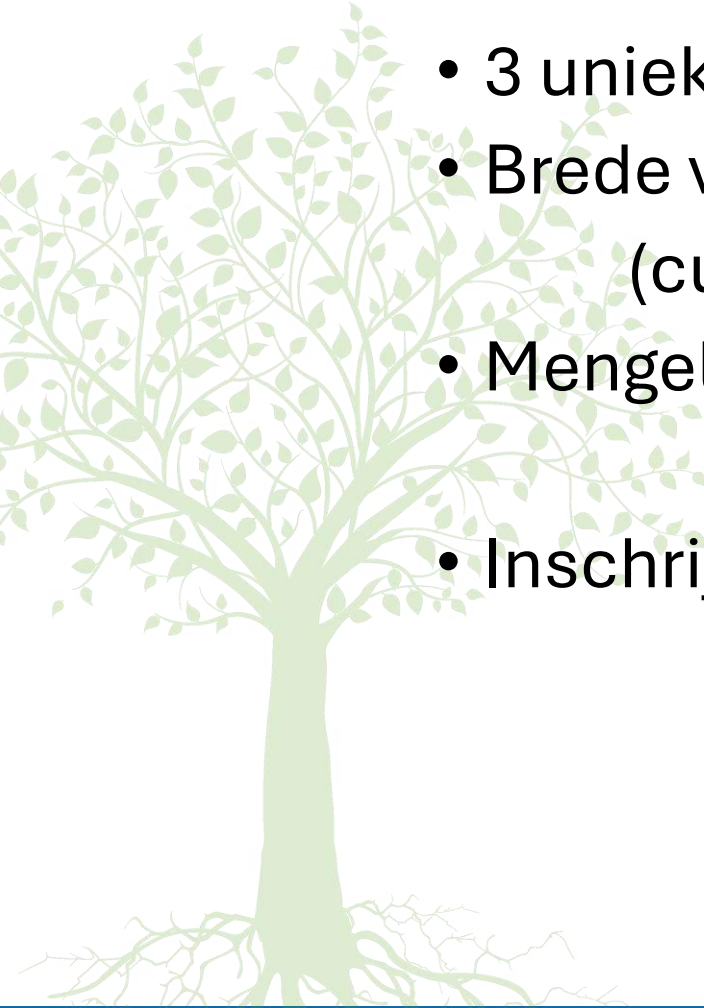 • 3 uniek
• Brede v
(cu
• Mengel
• Inschrij